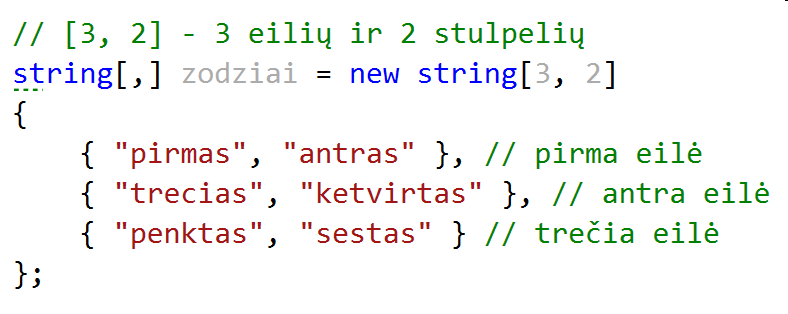 // [3, 2] - 3 eilių ir 2 stulpelių
string[,] zodziai = new string[3, 2]
{
    { "pirmas", "antras" }, // pirma eilė
    { "trecias", "ketvirtas" }, // antra eilė
    { "penktas", "sestas" } // trečia eilė
};